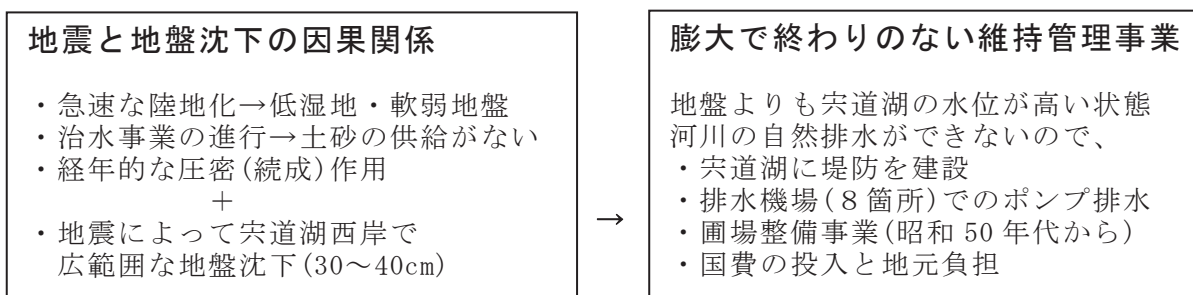 地震と地盤沈下の因果関係
・急速な陸地化→低湿地・軟弱地盤
・治水事業の進行→土砂の供給がない
・経年的な圧密(続成)作用
＋
・地震によって宍道湖西岸で
広範囲な地盤沈下(30～40cm)
→
膨大で終わりのない維持管理事業
地盤よりも宍道湖の水位が高い状態
河川の自然排水ができないので、
・宍道湖に堤防を建設
・排水機場(８箇所)でのポンプ排水
・圃場整備事業(昭和 50 年代から)
・国費の投入と地元負担